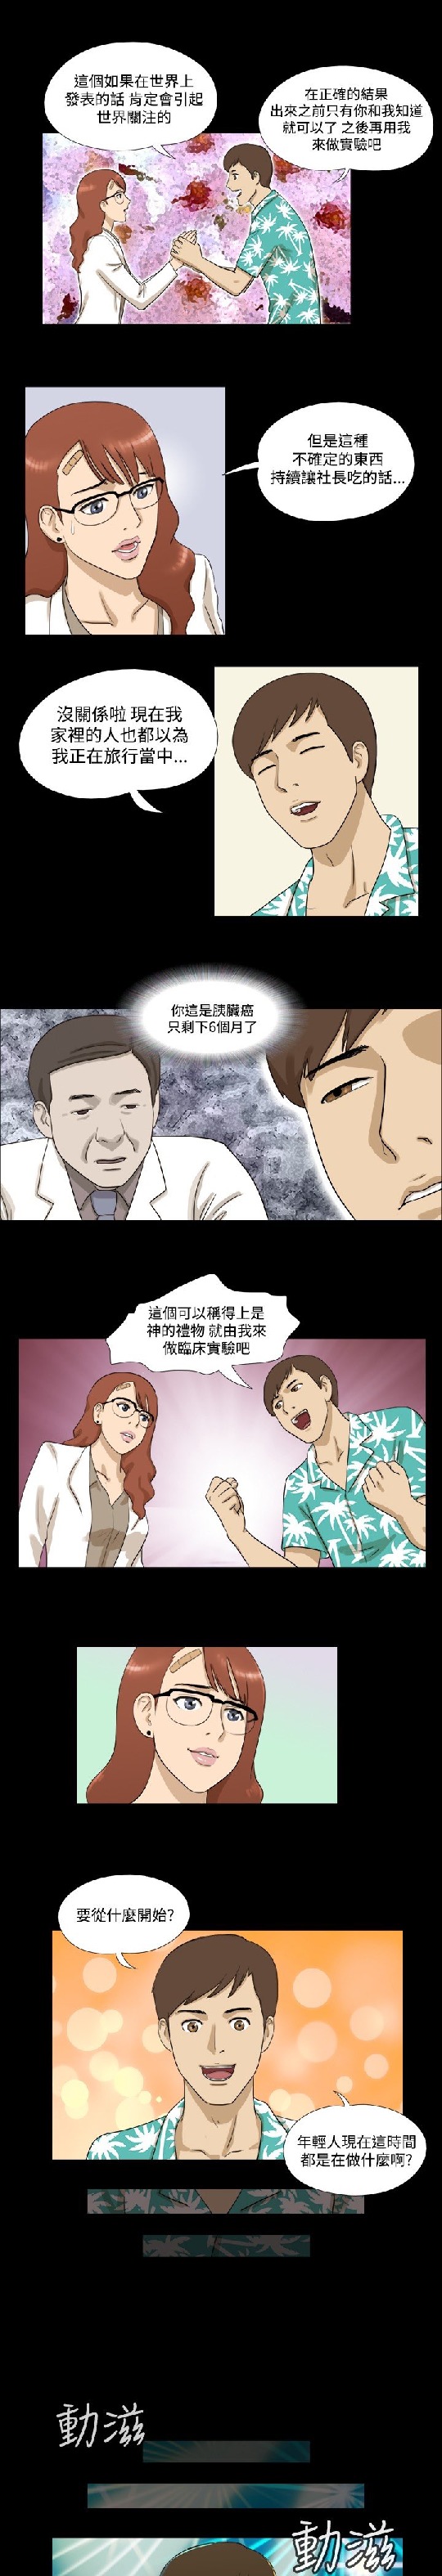 這個如果在世界上
發表的話 肯定會引起
世界關注的
在正確的結果
出來之前只有你和我知道
就可以了 之後再用我
來做實驗吧
但是這種
不確定的東西
持續讓社長吃的話...
沒關係啦 現在我
家裡的人也都以為
我正在旅行當中...
你這是胰臟癌
只剩下6個月了
這個可以稱得上是
神的禮物 就由我來
做臨床實驗吧
要從什麼開始?
年輕人現在這時間
都是在做什麼啊?
動滋
動滋